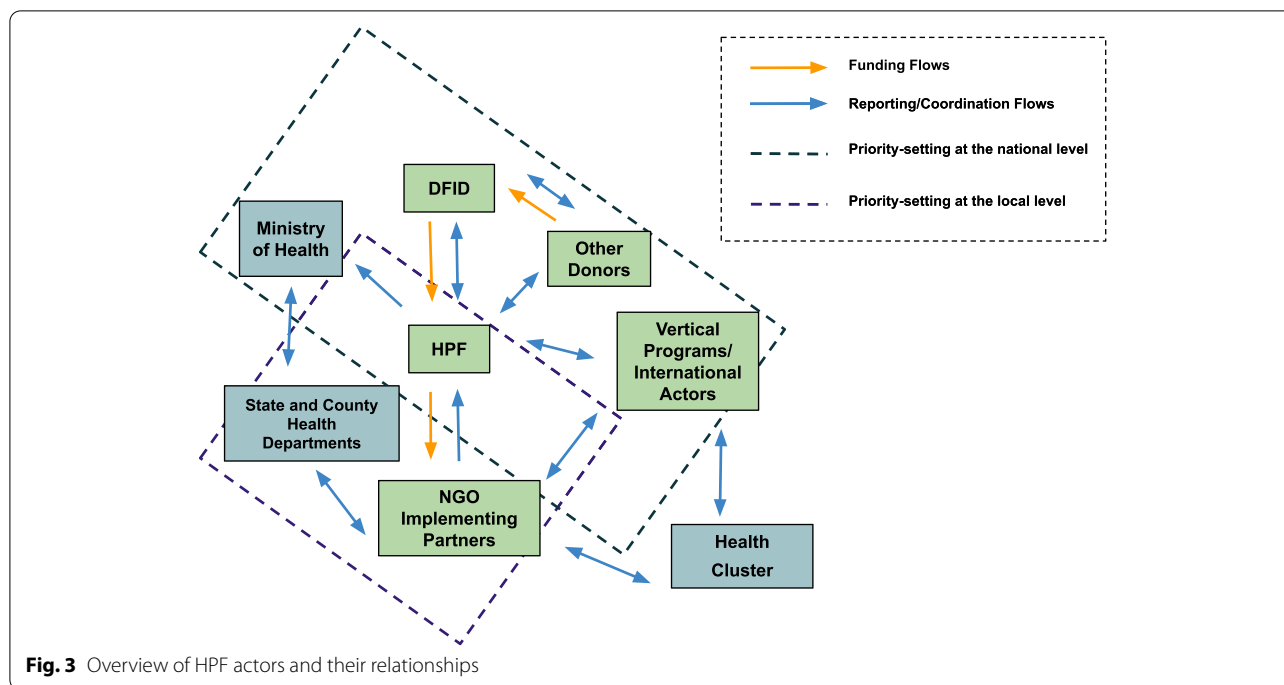 Funding Flows
Reporting/Coordination Flows
Priority-setting at the national level
Priority-setting at the local level
DFID
Ministry
of Health
Other
Donors
HPF
Vertical
Programs/
International
Actors
State and County
Health
Departments
NGO
Implementing
Partners
Health
Cluster
Fig. 3 Overview of HPF actors and their relationships